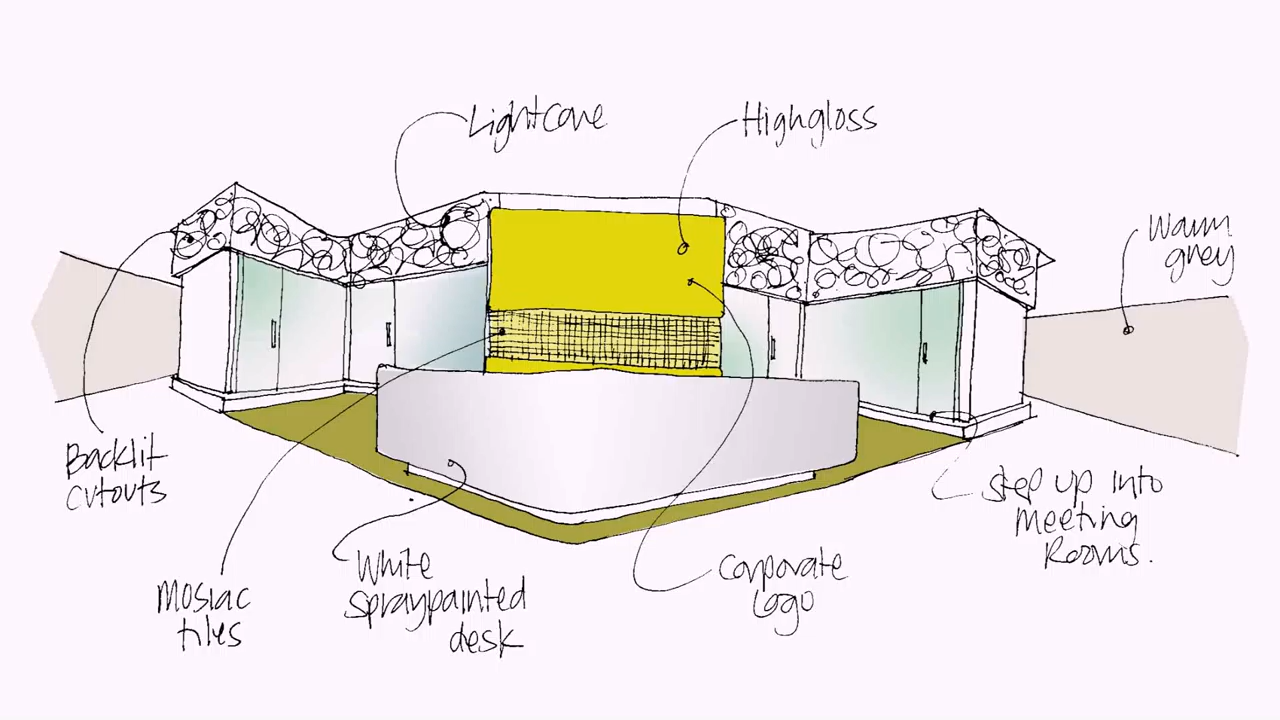 Lightcove
Highgloss
Warm
grey
Backlit
cutouts
Step up into
Meeting
Rooms.
White
spraypainted
desk
Corporate
Logo
Mosiac
tiles